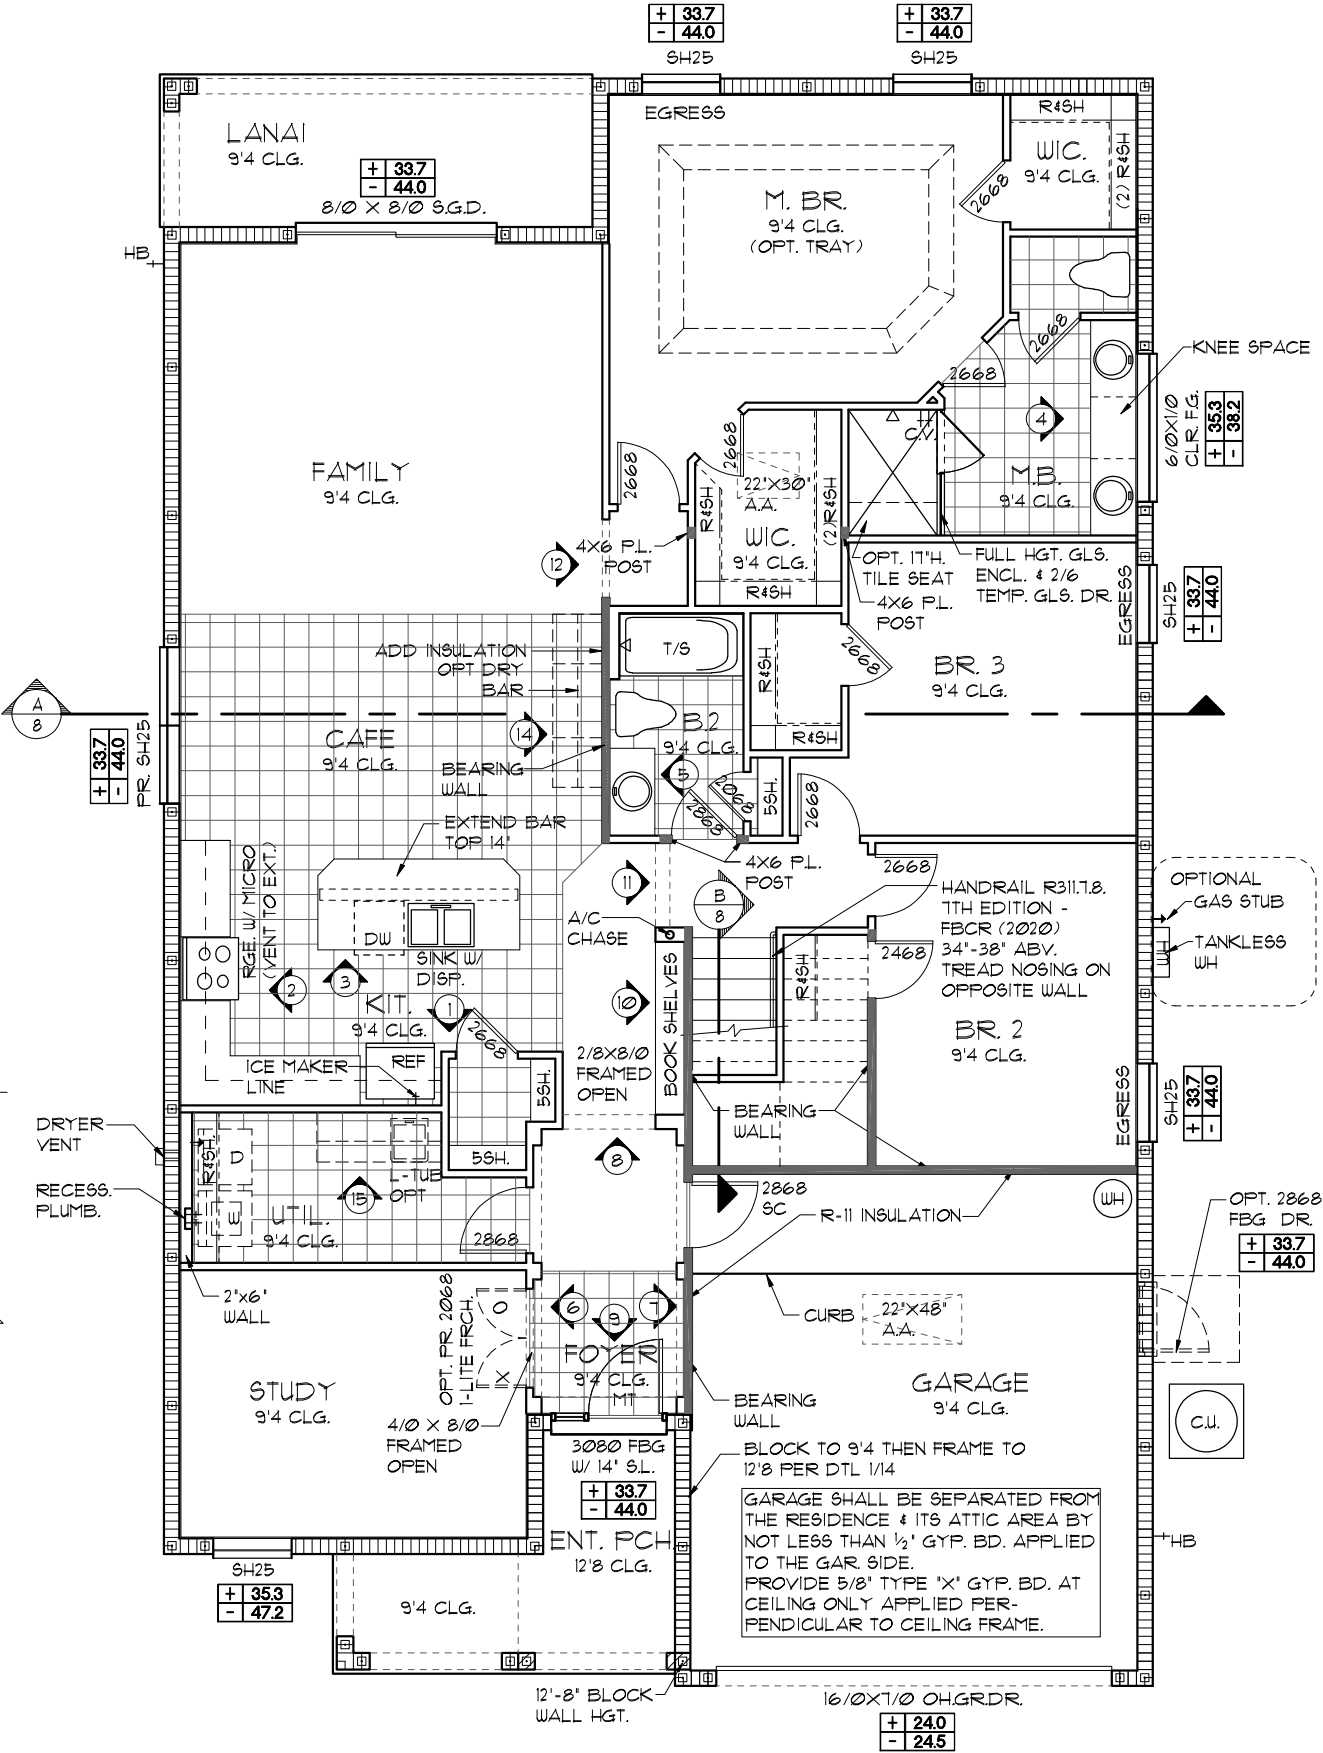 + 33.7
- 44.0
SH25
+ 33.7
- 44.0
SH25
EGRESS
R&SH
LANAI
9'4 CLG.
WIC.
9'4 CLG.
(2) R&SH
+ 33.7
- 44.0
8/0 X 8/0 S.G.D.
M. BR.
9'4 CLG.
(OPT. TRAY)
2668
HB
2668
KNEE SPACE
2668
6/0X1/0
CLR. F.G.
+ 35.3
- 38.2
4
C.V.
2668
FAMILY
9'4 CLG.
2668
22"X30"
A.A.
R&SH
(2)R&SH
M.B.
9'4 CLG.
WIC.
9'4 CLG.
R&SH
12
4X6 P.L.
POST
OPT. 17"H.
TILE SEAT
FULL HGT. GLS.
ENCL. & 2/6
TEMP. GLS. DR.
4X6 P.L.
POST
EGRESS
SH25
+ 33.7
- 44.0
ADD INSULATION
OPT DRY
BAR
T/S
R&SH
2668
BR. 3
9'4 CLG.
R&SH
A
8
14
B.2
9'4 CLG.
CAFE
9'4 CLG.
+ 33.7
- 44.0
PR. SH25
BEARING
WALL
5
2068
2868
5SH.
2668
EXTEND BAR
TOP 14"
RGE. W/ MICRO
(VENT TO EXT.)
4X6 P.L.
POST
11
B
8
2668
HANDRAIL R311.7.8.
7TH EDITION -
FBCR (2020)
34"-38" ABV.
TREAD NOSING ON
OPPOSITE WALL
OPTIONAL
GAS STUB
TANKLESS
WH
A/C
CHASE
DW
SINK W/
DISP.
2468
R&SH
2
3
KIT.
9'4 CLG.
1
2668
10
BOOK SHELVES
BR. 2
9'4 CLG.
ICE MAKER
LINE
REF
2/8X8/0
FRAMED
OPEN
5SH.
BEARING
WALL
EGRESS
SH25
+ 33.7
- 44.0
DRYER
VENT
R&SH.
D
L-TUB
OPT
5SH.
8
RECESS.
PLUMB.
W
15
UTIL.
9'4 CLG.
2868
2868
SC
R-11 INSULATION
WH
OPT. 2868
FBG DR.
+ 33.7
- 44.0
2"x6"
WALL
OPT. PR. 2068
1-LITE FRCH.
O
X
6
9
7
FOYER
9'4 CLG.
MT
CURB
22"X48"
A.A.
STUDY
9'4 CLG.
4/0 X 8/0
FRAMED
OPEN
BEARING
WALL
GARAGE
9'4 CLG.
C.U.
3080 FBG
W/ 14" S.L.
+ 33.7
- 44.0
BLOCK TO 9'4 THEN FRAME TO
12'8 PER DTL 1/14
GARAGE SHALL BE SEPARATED FROM
THE RESIDENCE & ITS ATTIC AREA BY
NOT LESS THAN 1/2" GYP. BD. APPLIED
TO THE GAR. SIDE.
PROVIDE 5/8" TYPE "X" GYP. BD. AT
CEILING ONLY APPLIED PER-
PENDICULAR TO CEILING FRAME.
ENT. PCH.
12'8 CLG.
HB
SH25
+ 35.3
- 47.2
9'4 CLG.
12'-8" BLOCK
WALL HGT.
16/0X7/0 OH.GR.DR.
+ 24.0
- 24.5